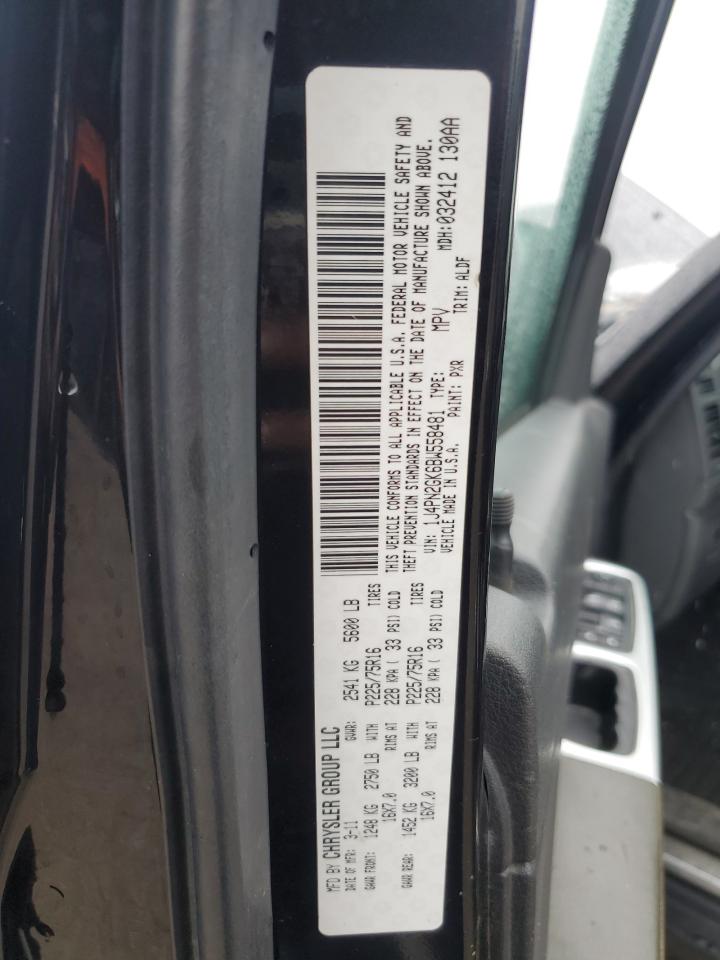 MFD BY CHRYSLER GROUP LLC
DATE OF MFR: 3-11 GVWR: 2541 KG 5600 LB
GAWR FRONT: 1248 KG 2750 LB WITH P225/75R16 TIRES
16X7.0 RIMS AT 228 KPA ( 33 PSI) COLD
GAWR REAR: 1452 KG 3200 LB WITH P225/75R16 TIRES
16X7.0 RIMS AT 228 KPA ( 33 PSI) COLD
THIS VEHICLE CONFORMS TO ALL APPLICABLE U.S.A. FEDERAL MOTOR VEHICLE SAFETY AND
THEFT PREVENTION STANDARDS IN EFFECT ON THE DATE OF MANUFACTURE SHOWN ABOVE.
VIN: 1J4PN2GK6BW558481 TYPE: MPV MDH:032412 130AA
VEHICLE MADE IN U.S.A. PAINT: PXR TRIM: ALDF